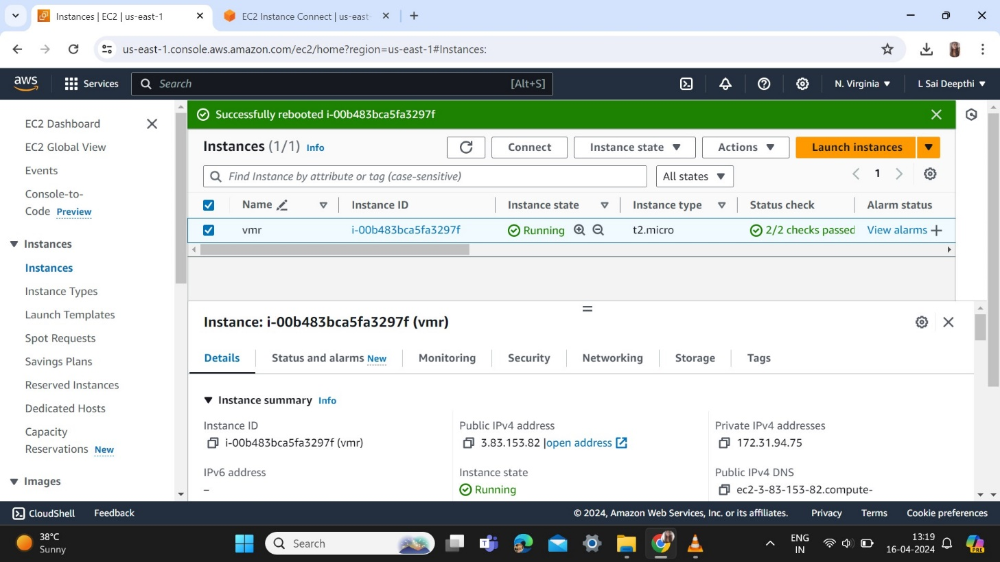 Instances | EC2 | us-east-1
EC2 Instance Connect | us-east-
us-east-1.console.aws.amazon.com/ec2/home?region=us-east-1#Instances:
aws
Services
Search
[Alt+S]
N. Virginia
L Sai Deepthi
EC2 Dashboard
EC2 Global View
Events
Console-to-
Code Preview
Instances
Instances
Instance Types
Launch Templates
Spot Requests
Savings Plans
Reserved Instances
Dedicated Hosts
Capacity
Reservations New
Images
Successfully rebooted i-00b483bca5fa3297f
Instances (1/1) Info
Connect
Instance state
Actions
Launch instances
Find Instance by attribute or tag (case-sensitive)
All states
1
Name
Instance ID
Instance state
Instance type
Status check
Alarm status
vmr
i-00b483bca5fa3297f
Running
t2.micro
2/2 checks passed
View alarms
Instance: i-00b483bca5fa3297f (vmr)
Details
Status and alarms New
Monitoring
Security
Networking
Storage
Tags
Instance summary Info
Instance ID
i-00b483bca5fa3297f (vmr)
Public IPv4 address
3.83.153.82 |open address
Private IPv4 addresses
172.31.94.75
IPv6 address
–
Instance state
Running
Public IPv4 DNS
ec2-3-83-153-82.compute-
CloudShell
Feedback
© 2024, Amazon Web Services, Inc. or its affiliates.
Privacy
Terms
Cookie preferences
38°C
Sunny
Search
ENG
IN
13:19
16-04-2024
PRE